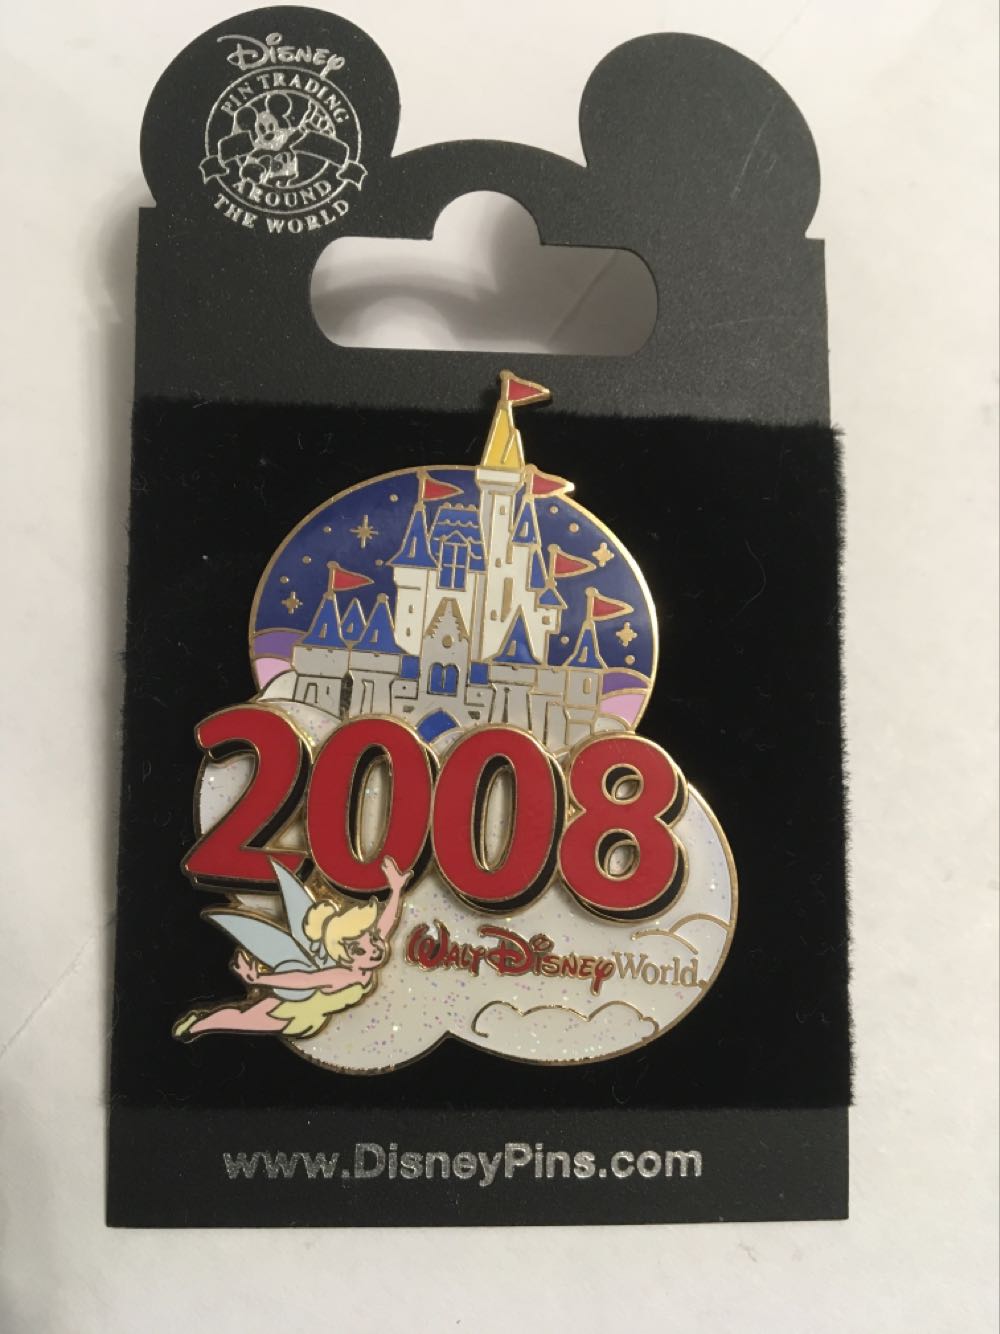 Disney
PIN TRADING
AROUND
THE WORLD
2008
Walt Disney World.
www.DisneyPins.com